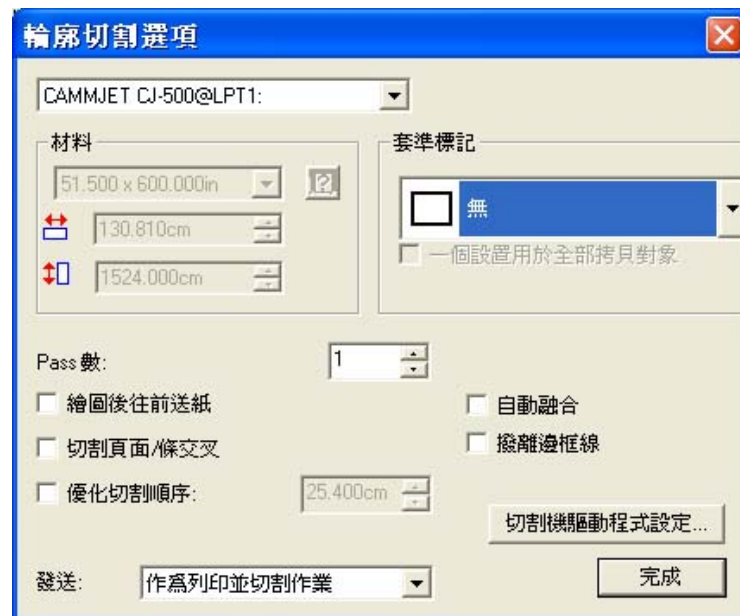 輪廓切割選項
CAMMJET CJ-500@LPT1:
材料
51.500 x 600.000in
130.810cm
1524.000cm
套準標記
無
一個設置用於全部拷貝對象
Pass 數:
1
繪圖後往前送紙
自動融合
切割頁面/條交叉
撥離邊框線
優化切割順序:
25.400cm
切割機驅動程式設定...
發送:
作爲列印並切割作業
完成